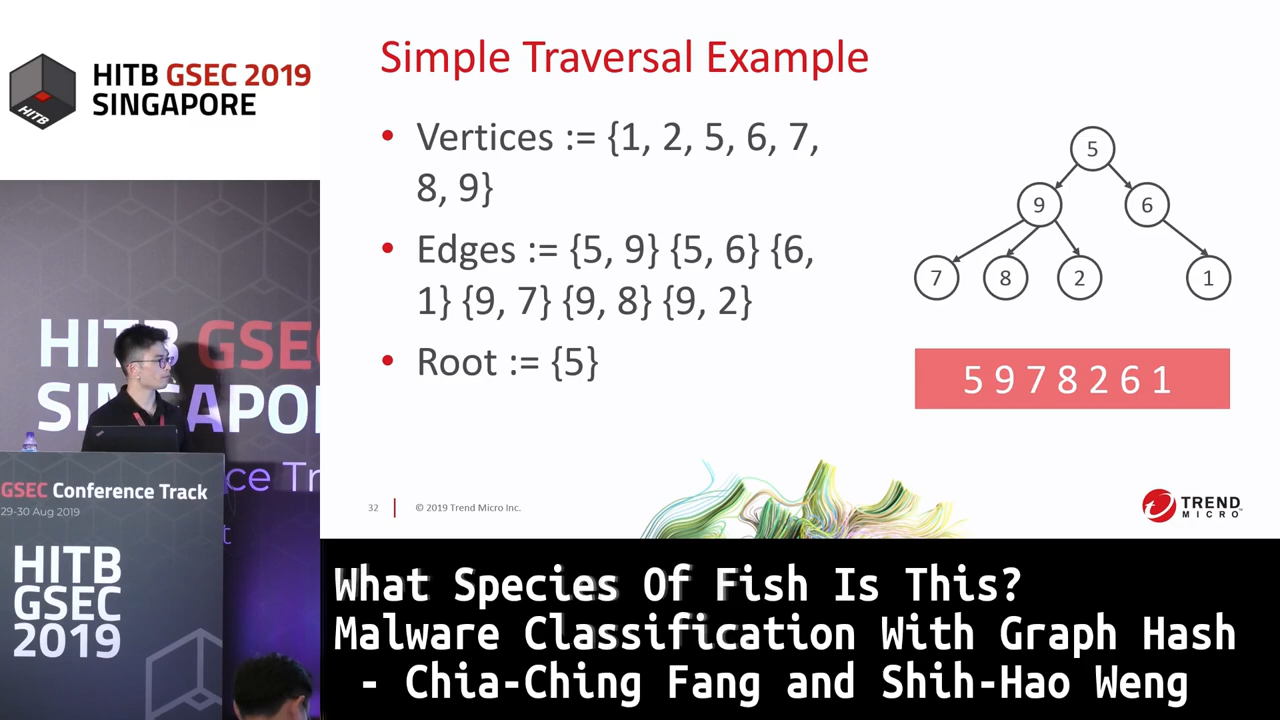 HITB GSEC 2019
SINGAPORE
HITB
Simple Traversal Example
• Vertices := {1, 2, 5, 6, 7,
8, 9}
• Edges := {5, 9} {5, 6} {6,
1} {9, 7} {9, 8} {9, 2}
• Root := {5}
5
9
6
7
8
2
1
5 9 7 8 2 6 1
32
© 2019 Trend Micro Inc.
TREND
MICRO
GSEC Conference Track
29-30 Aug 2019
HITB
GSEC
2019
What Species Of Fish Is This?
Malware Classification With Graph Hash
- Chia-Ching Fang and Shih-Hao Weng